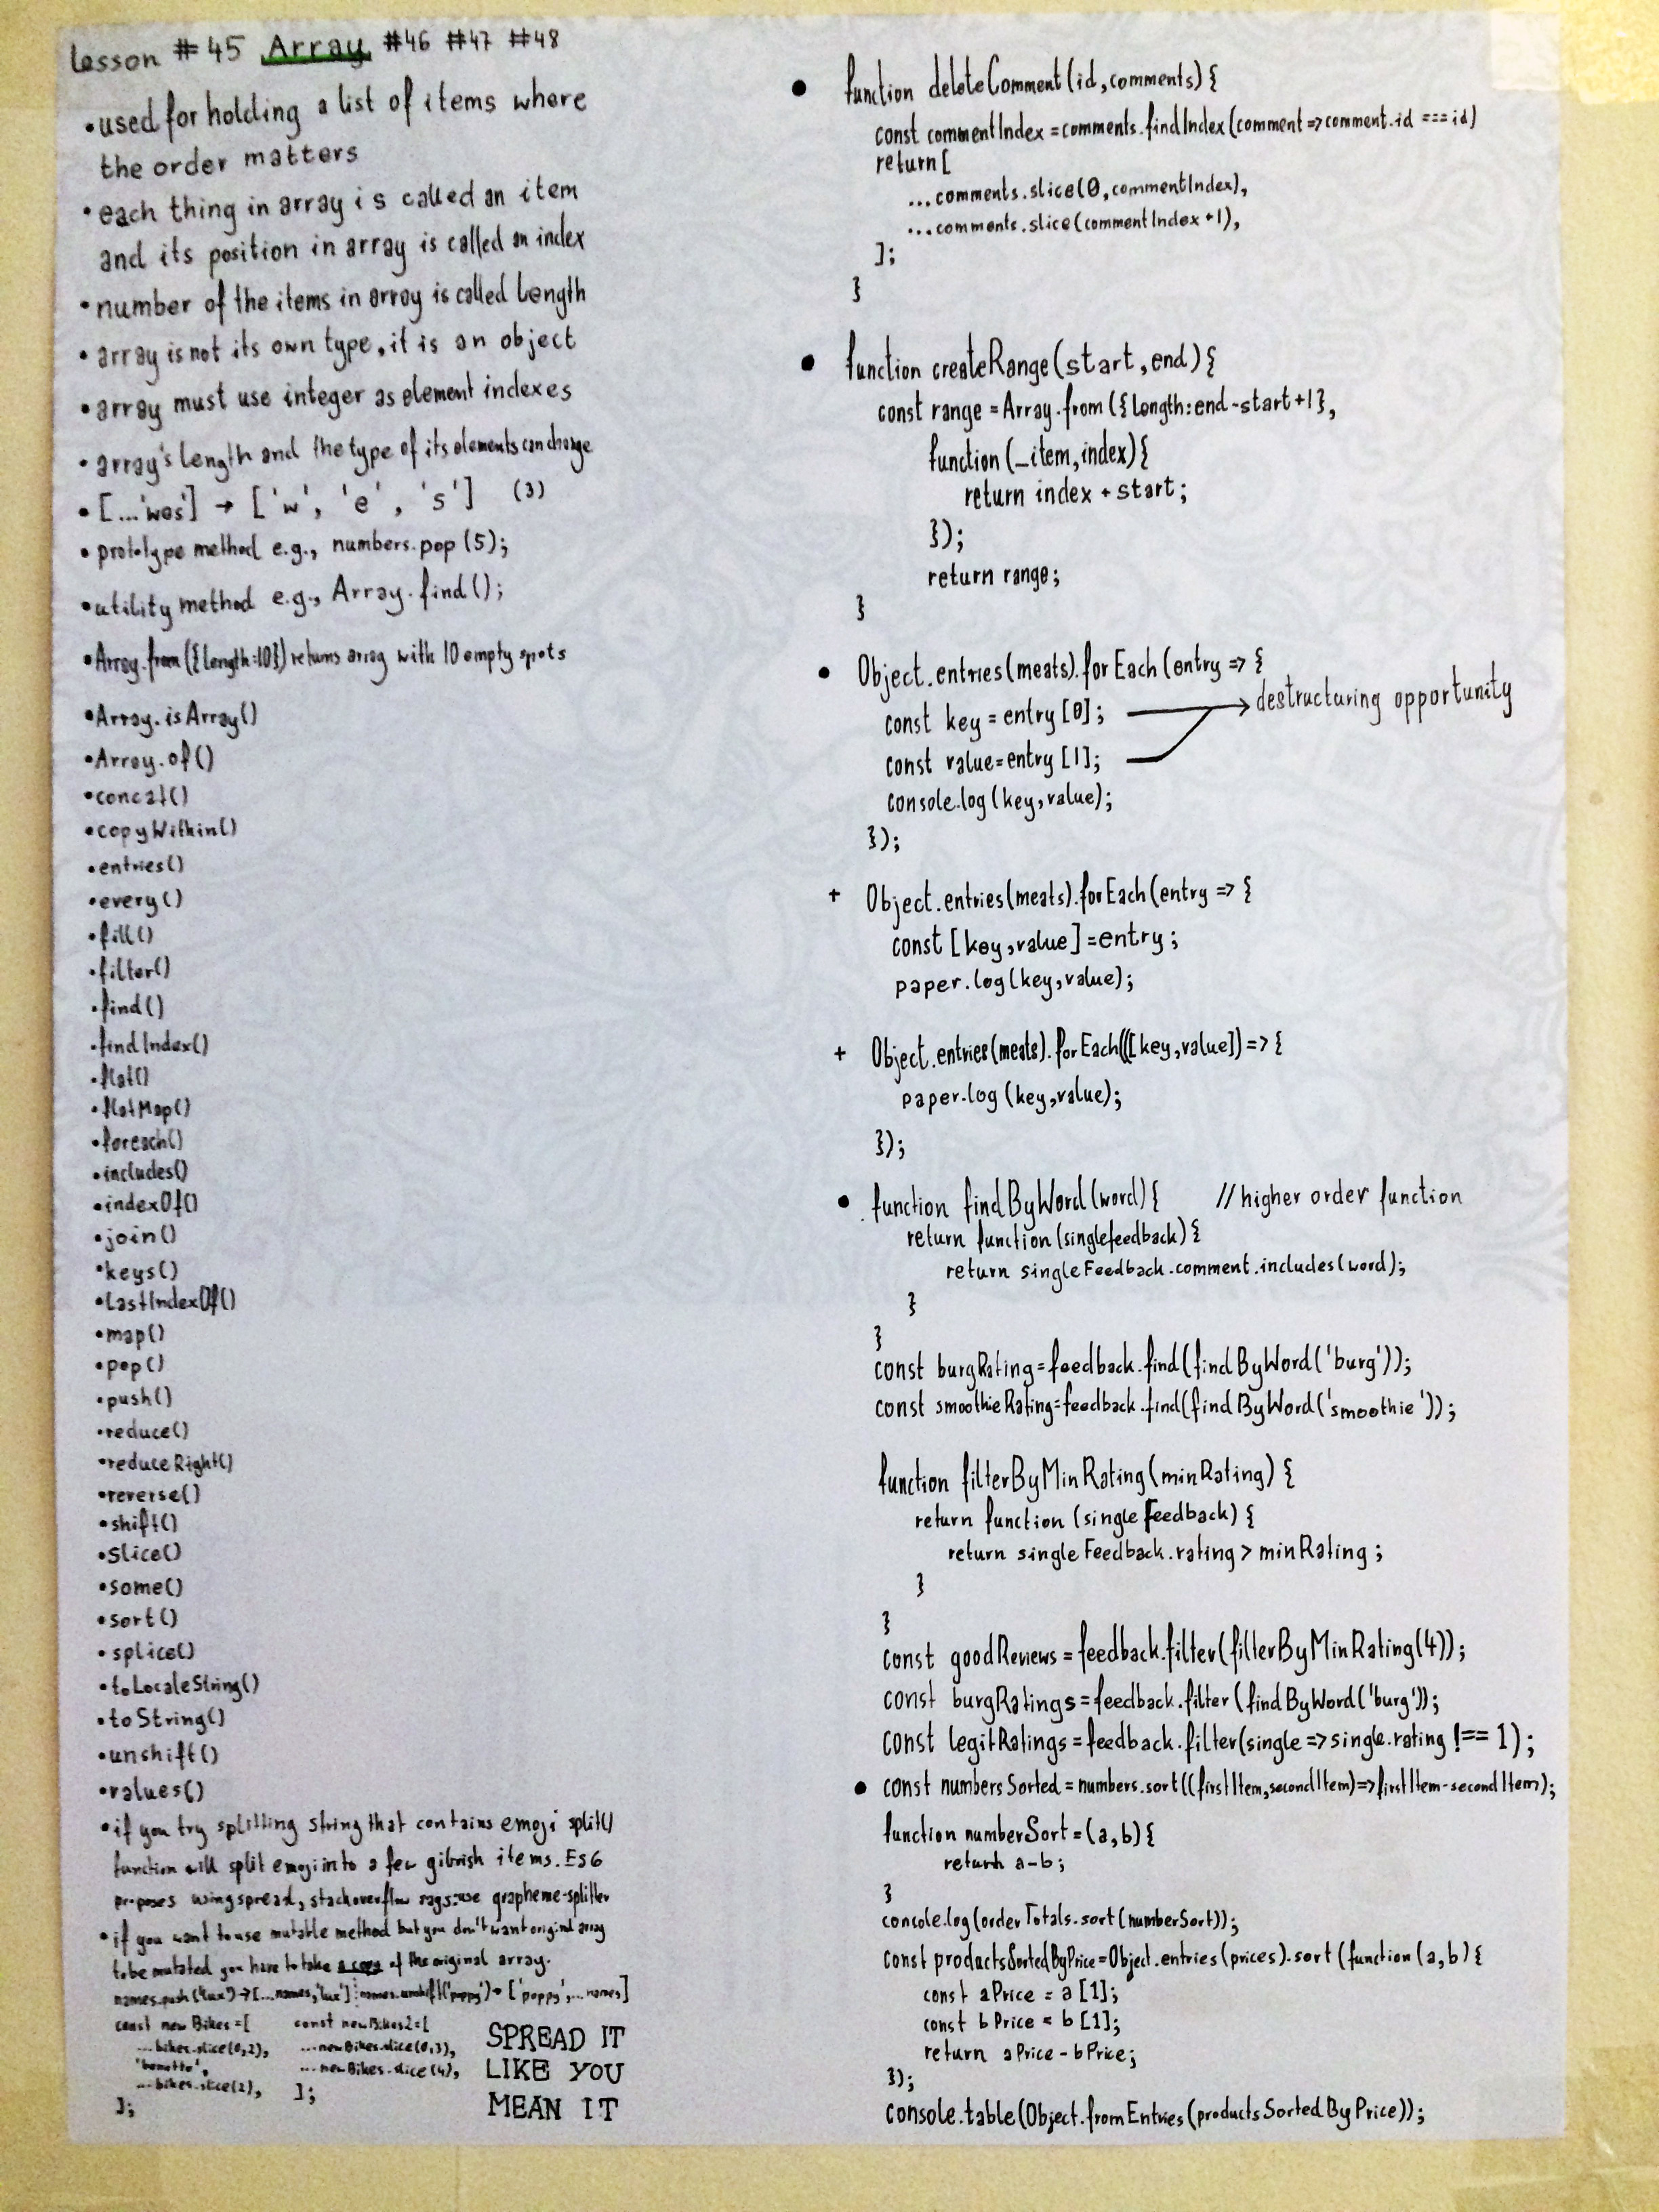 lesson #45 Array #46 #47 #48
• used for holding a list of items where
the order matters
• each thing in array is called an item
and its position in array is called an index
• number of the items in array is called length
• array is not its own type, it is an object
• array must use integer as element indexes
• array's length and the type of its elements can change
• [...'wes'] → ['w', 'e', 's'] (3)
• prototype method e.g., numbers.pop(5);
• utility method e.g., Array.find();
• Array.from({length:10}) returns array with 10 empty spots
• Array.isArray()
• Array.of()
• concat()
• copyWithin()
• entries()
• every()
• fill()
• filter()
• find()
• findIndex()
• flat()
• flatMap()
• foreach()
• includes()
• indexOf()
• join()
• keys()
• LastIndexOf()
• map()
• pop()
• push()
• reduce()
• reduceRight()
• reverse()
• shift()
• Slice()
• some()
• sort()
• splice()
• toLocaleString()
• toString()
• unshift()
• values()
• if you try splitting string that contains emoji split()
function will split emoji into a few gibrish items. Es6
proposes using spread, stackoverflow says: use grapheme-splitter
• if you want to use mutable method but you don't want original array
to be mutated you have to take a copy of the original array.
names.push('lux') → [...names,'lux'] names.unshift('poppy') → ['poppy',...names]
const newBikes=[
...bikes.slice(0,2),
'benotto',
...bikes.slice(2),
];
const newBikes2=[
...newBikes.slice(0,3),
...newBikes.slice(4),
];
SPREAD IT
LIKE YOU
MEAN IT
• function deleteComment(id,comments){
const commentIndex=comments.findIndex(comment=>comment.id===id)
return[
...comments.slice(0,commentIndex),
...comments.slice(commentIndex+1),
];
}
• function createRange(start,end){
const range=Array.from({length:end-start+1},
function(_item,index){
return index+start;
});
return range;
}
• Object.entries(meats).forEach(entry => {
const key = entry[0]; → destructuring opportunity
const value=entry[1];
console.log(key,value);
});
+ Object.entries(meats).forEach(entry => {
const [key,value]=entry;
paper.log(key,value);
+ Object.entries(meats).forEach(([key,value])=>{
paper.log(key,value);
});
• function findByWord(word){ //higher order function
return function(singlefeedback){
return singleFeedback.comment.includes(word);
}
}
const burgRating=feedback.find(findByWord('burg'));
const smoothieRating=feedback.find(findByWord('smoothie'));
function filterByMinRating(minRating){
return function(singleFeedback){
return singleFeedback.rating > minRating;
}
}
const goodReviews=feedback.filter(filterByMinRating(4));
const burgRatings=feedback.filter(findByWord('burg'));
const legitRatings=feedback.filter(single=>single.rating !== 1);
• const numbersSorted=numbers.sort((firstItem,secondItem)=>firstItem-secondItem);
function numberSort=(a,b){
return a-b;
}
concole.log(orderTotals.sort(numberSort));
const productsSortedByPrice=Object.entries(prices).sort(function(a,b){
const aPrice = a[1];
const bPrice = b[1];
return aPrice-bPrice;
});
console.table(Object.fromEntries(productsSortedByPrice));